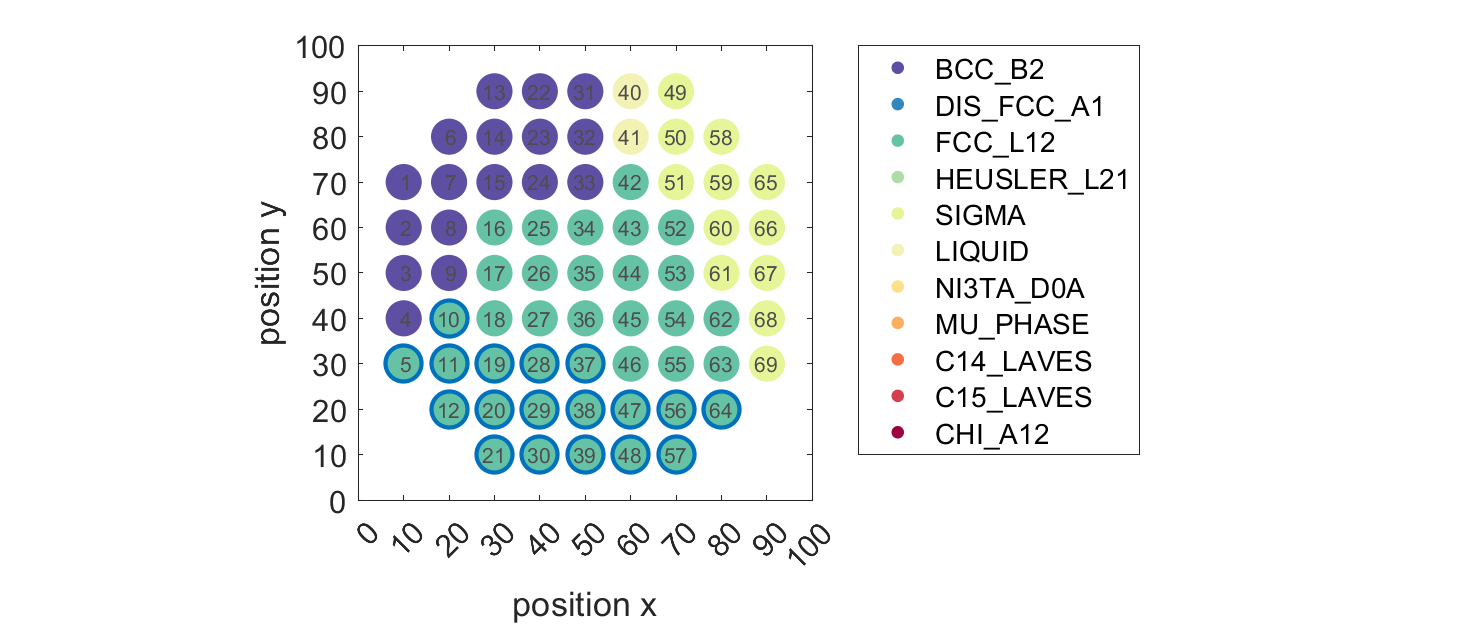 100
90
80
70
60
50
40
30
20
10
0
position y
13 22 31 40 49
6 14 23 32 41 50 58
1 7 15 24 33 42 51 59 65
2 8 16 25 34 43 52 60 66
3 9 17 26 35 44 53 61 67
4 10 18 27 36 45 54 62 68
5 11 19 28 37 46 55 63 69
12 20 29 38 47 56 64
21 30 39 48 57
0 10 20 30 40 50 60 70 80 90 100
position x
BCC_B2
DIS_FCC_A1
FCC_L12
HEUSLER_L21
SIGMA
LIQUID
NI3TA_D0A
MU_PHASE
C14_LAVES
C15_LAVES
CHI_A12